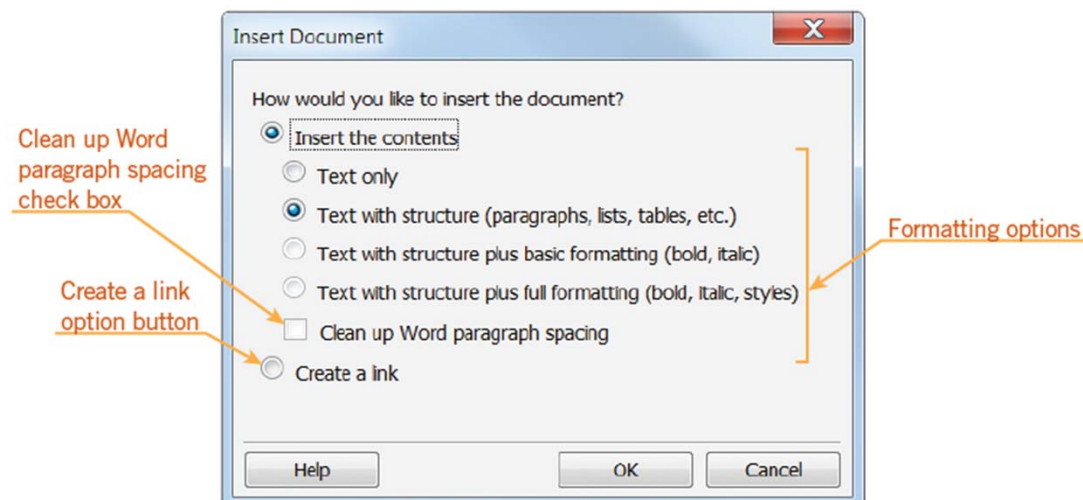 Insert Document
How would you like to insert the document?
Insert the contents
Text only
Text with structure (paragraphs, lists, tables, etc.)
Text with structure plus basic formatting (bold, italic)
Text with structure plus full formatting (bold, italic, styles)
Clean up Word paragraph spacing
Create a link
Help
OK
Cancel
Clean up Word
paragraph spacing
check box
Create a link
option button
Formatting options